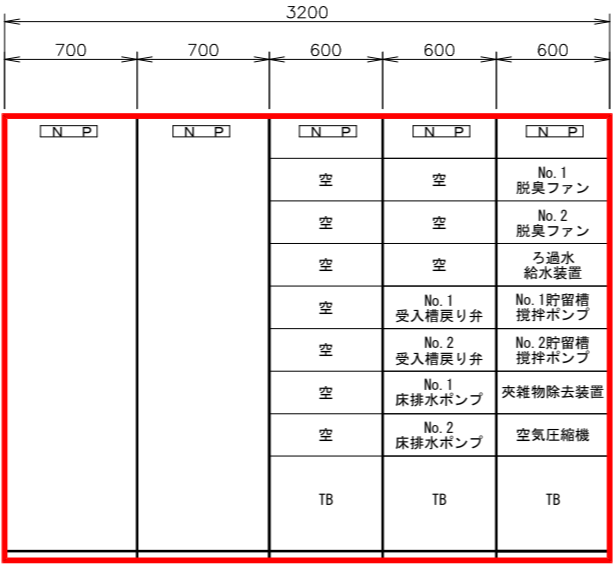 3200
700 700 600 600 600
N P N P N P N P N P
空 空 No.1
脱臭ファン
空 空 No.2
脱臭ファン
空 空 ろ過水
給水装置
空 No.1
受入槽戻り弁 No.1貯留槽
撹拌ポンプ
空 No.2
受入槽戻り弁 No.2貯留槽
撹拌ポンプ
空 No.1
床排水ポンプ 夾雑物除去装置
空 No.2
床排水ポンプ 空気圧縮機
TB TB TB